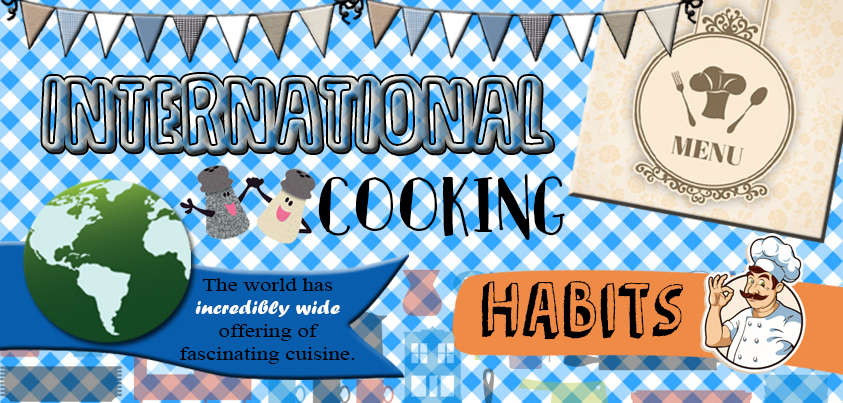 INTERNATIONAL
COOKING
HABITS
MENU
The world has
incredibly wide
offering of
fascinating cuisine.